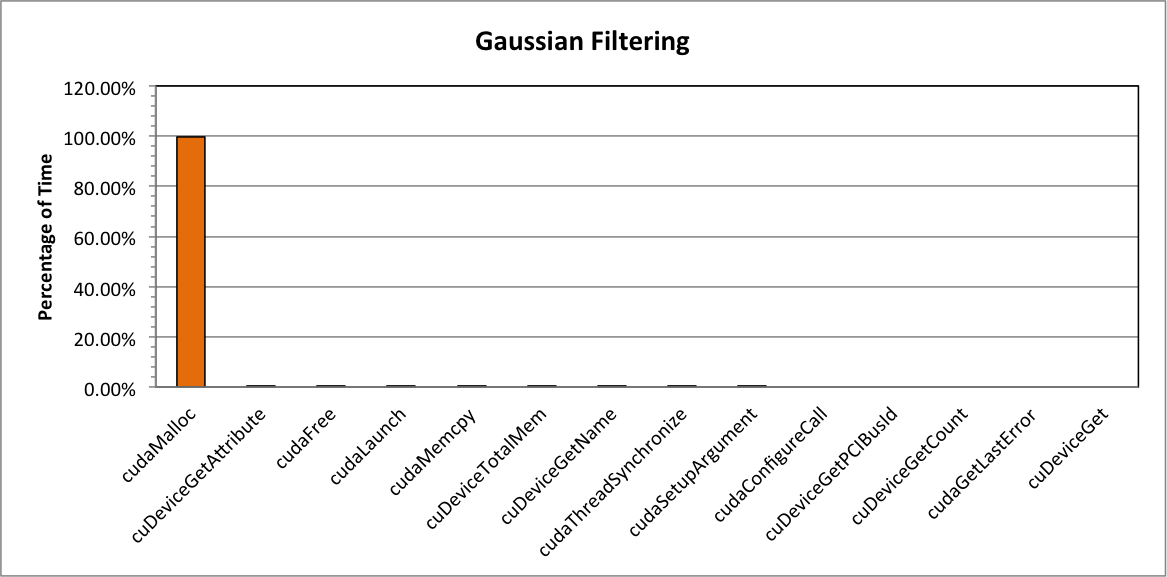 Gaussian Filtering
Percentage of Time
120.00%
100.00%
80.00%
60.00%
40.00%
20.00%
0.00%
cudaMalloc
cuDeviceGetAttribute
cudaFree
cudaLaunch
cudaMemcpy
cuDeviceTotalMem
cuDeviceGetName
cudaThreadSynchronize
cudaSetupArgument
cudaConfigureCall
cuDeviceGetPCIBusId
cuDeviceGetCount
cudaGetLastError
cuDeviceGet